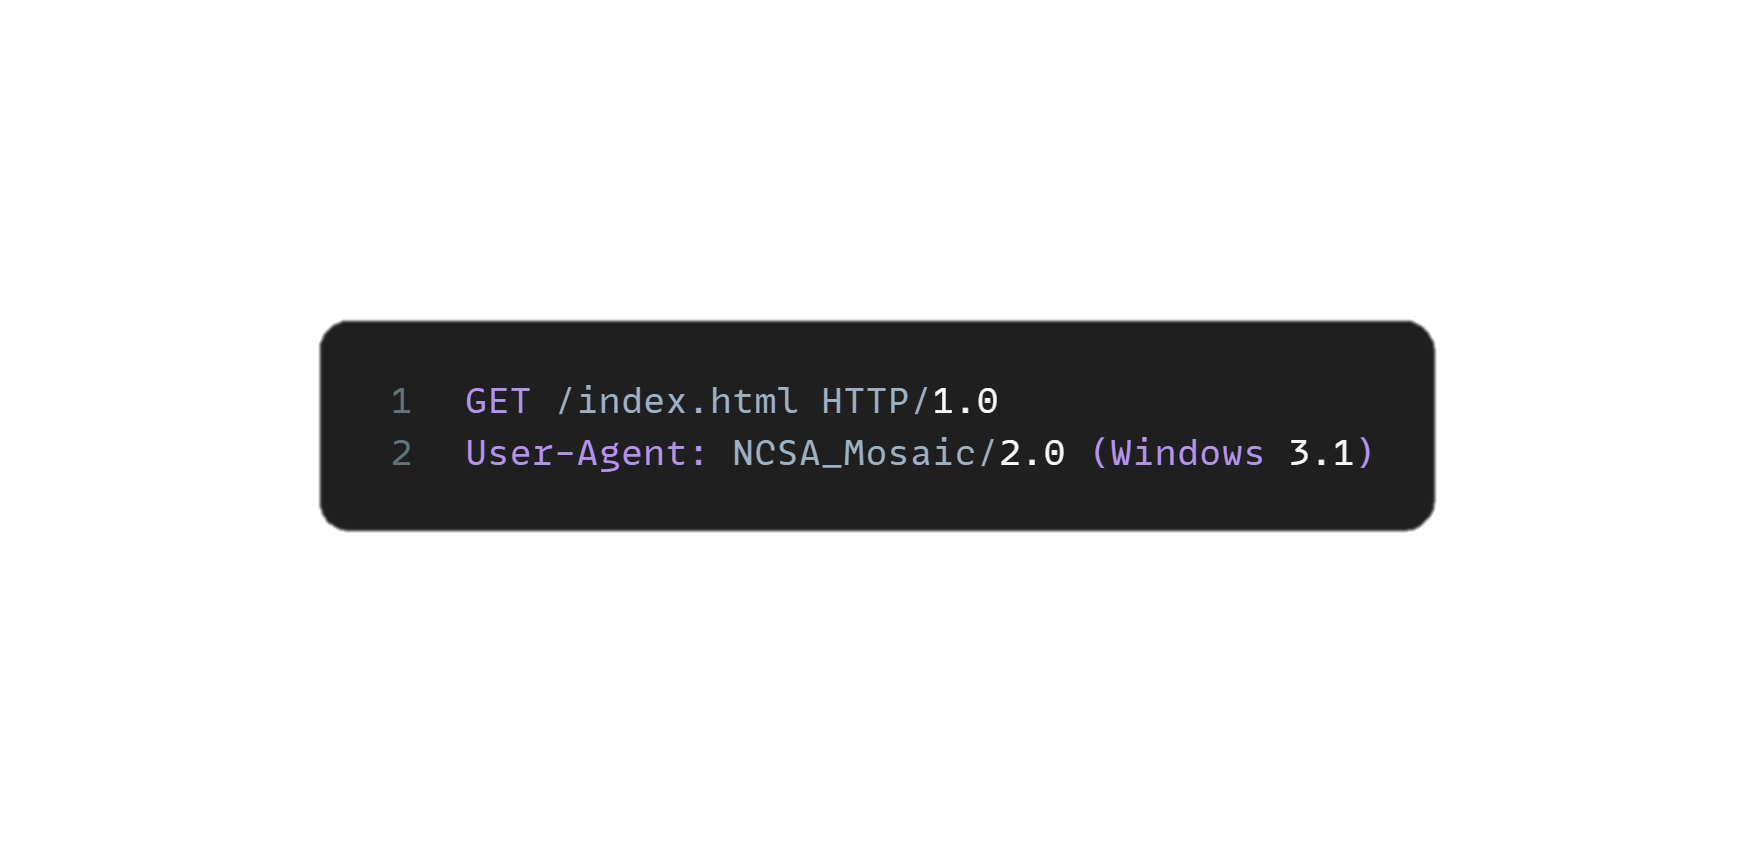 1 GET /index.html HTTP/1.0
2 User-Agent: NCSA_Mosaic/2.0 (Windows 3.1)